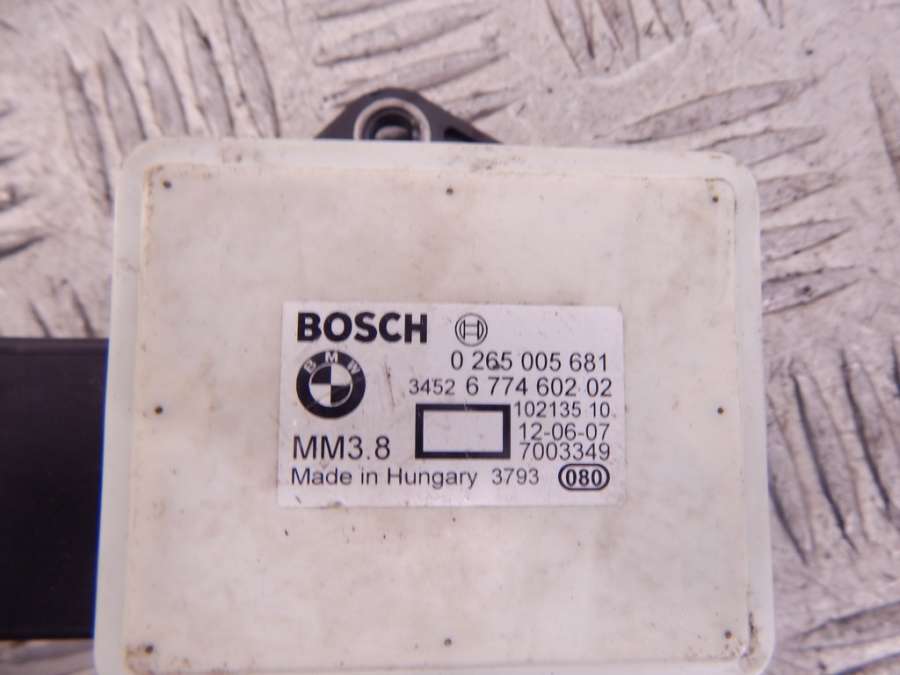 BOSCH
0 265 005 681
BMW
3452 6 774 602 02
102135 10
12-06-07
MM3.8
7003349
Made in Hungary 3793 080